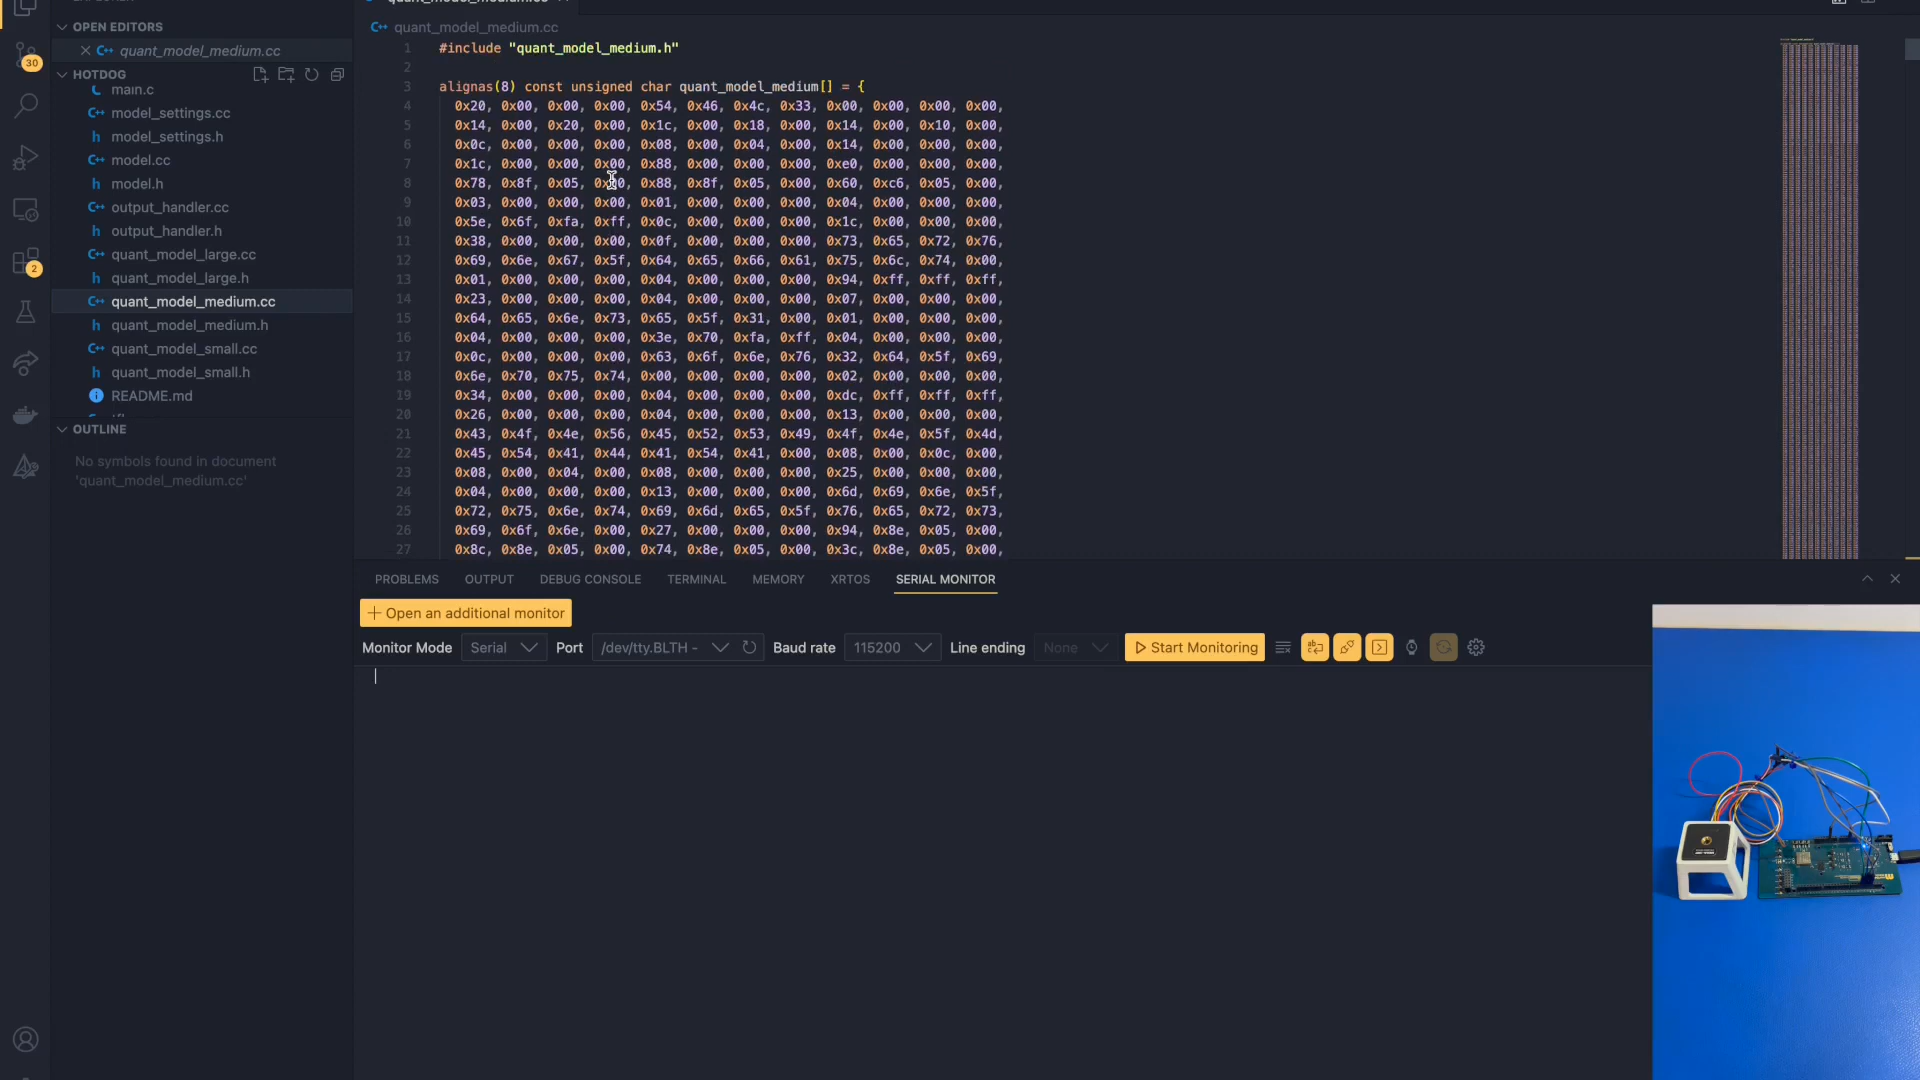 OPEN EDITORS
quant_model_medium.cc
30
HOTDOG
main.c
model_settings.cc
model_settings.h
model.cc
model.h
output_handler.cc
output_handler.h
quant_model_large.cc
2
quant_model_large.h
quant_model_medium.cc
quant_model_medium.h
quant_model_small.cc
quant_model_small.h
README.md
OUTLINE
No symbols found in document
'quant_model_medium.cc'
quant_model_medium.cc
1 #include "quant_model_medium.h"
2
3 alignas(8) const unsigned char quant_model_medium[] = {
4 0x20, 0x00, 0x00, 0x00, 0x54, 0x46, 0x4c, 0x33, 0x00, 0x00, 0x00, 0x00,
5 0x14, 0x00, 0x20, 0x00, 0x1c, 0x00, 0x18, 0x00, 0x14, 0x00, 0x10, 0x00,
6 0x0c, 0x00, 0x00, 0x00, 0x08, 0x00, 0x04, 0x00, 0x14, 0x00, 0x00, 0x00,
7 0x1c, 0x00, 0x00, 0x00, 0x88, 0x00, 0x00, 0x00, 0xe0, 0x00, 0x00, 0x00,
8 0x78, 0x8f, 0x05, 0x00, 0x88, 0x8f, 0x05, 0x00, 0x60, 0xc6, 0x05, 0x00,
9 0x03, 0x00, 0x00, 0x00, 0x01, 0x00, 0x00, 0x00, 0x04, 0x00, 0x00, 0x00,
10 0x5e, 0x6f, 0xfa, 0xff, 0x0c, 0x00, 0x00, 0x00, 0x1c, 0x00, 0x00, 0x00,
11 0x38, 0x00, 0x00, 0x00, 0x0f, 0x00, 0x00, 0x00, 0x73, 0x65, 0x72, 0x76,
12 0x69, 0x6e, 0x67, 0x5f, 0x64, 0x65, 0x66, 0x61, 0x75, 0x6c, 0x74, 0x00,
13 0x01, 0x00, 0x00, 0x00, 0x04, 0x00, 0x00, 0x00, 0x94, 0xff, 0xff, 0xff,
14 0x23, 0x00, 0x00, 0x00, 0x04, 0x00, 0x00, 0x00, 0x07, 0x00, 0x00, 0x00,
15 0x64, 0x65, 0x6e, 0x73, 0x65, 0x5f, 0x31, 0x00, 0x01, 0x00, 0x00, 0x00,
16 0x04, 0x00, 0x00, 0x00, 0x3e, 0x70, 0xfa, 0xff, 0x04, 0x00, 0x00, 0x00,
17 0x0c, 0x00, 0x00, 0x00, 0x63, 0x6f, 0x6e, 0x76, 0x32, 0x64, 0x5f, 0x69,
18 0x6e, 0x70, 0x75, 0x74, 0x00, 0x00, 0x00, 0x00, 0x02, 0x00, 0x00, 0x00,
19 0x34, 0x00, 0x00, 0x00, 0x04, 0x00, 0x00, 0x00, 0xdc, 0xff, 0xff, 0xff,
20 0x26, 0x00, 0x00, 0x00, 0x04, 0x00, 0x00, 0x00, 0x13, 0x00, 0x00, 0x00,
21 0x43, 0x4f, 0x4e, 0x56, 0x45, 0x52, 0x53, 0x49, 0x4f, 0x4e, 0x5f, 0x4d,
22 0x45, 0x54, 0x41, 0x44, 0x41, 0x54, 0x41, 0x00, 0x08, 0x00, 0x0c, 0x00,
23 0x08, 0x00, 0x04, 0x00, 0x08, 0x00, 0x00, 0x00, 0x25, 0x00, 0x00, 0x00,
24 0x04, 0x00, 0x00, 0x00, 0x13, 0x00, 0x00, 0x00, 0x6d, 0x69, 0x6e, 0x5f,
25 0x72, 0x75, 0x6e, 0x74, 0x69, 0x6d, 0x65, 0x5f, 0x76, 0x65, 0x72, 0x73,
26 0x69, 0x6f, 0x6e, 0x00, 0x27, 0x00, 0x00, 0x00, 0x94, 0x8e, 0x05, 0x00,
27 0x8c, 0x8e, 0x05, 0x00, 0x74, 0x8e, 0x05, 0x00, 0x3c, 0x8e, 0x05, 0x00,
PROBLEMS OUTPUT DEBUG CONSOLE TERMINAL MEMORY XRTOS SERIAL MONITOR
Open an additional monitor
Monitor Mode Serial Port /dev/tty.BLTH - Baud rate 115200 Line ending None Start Monitoring